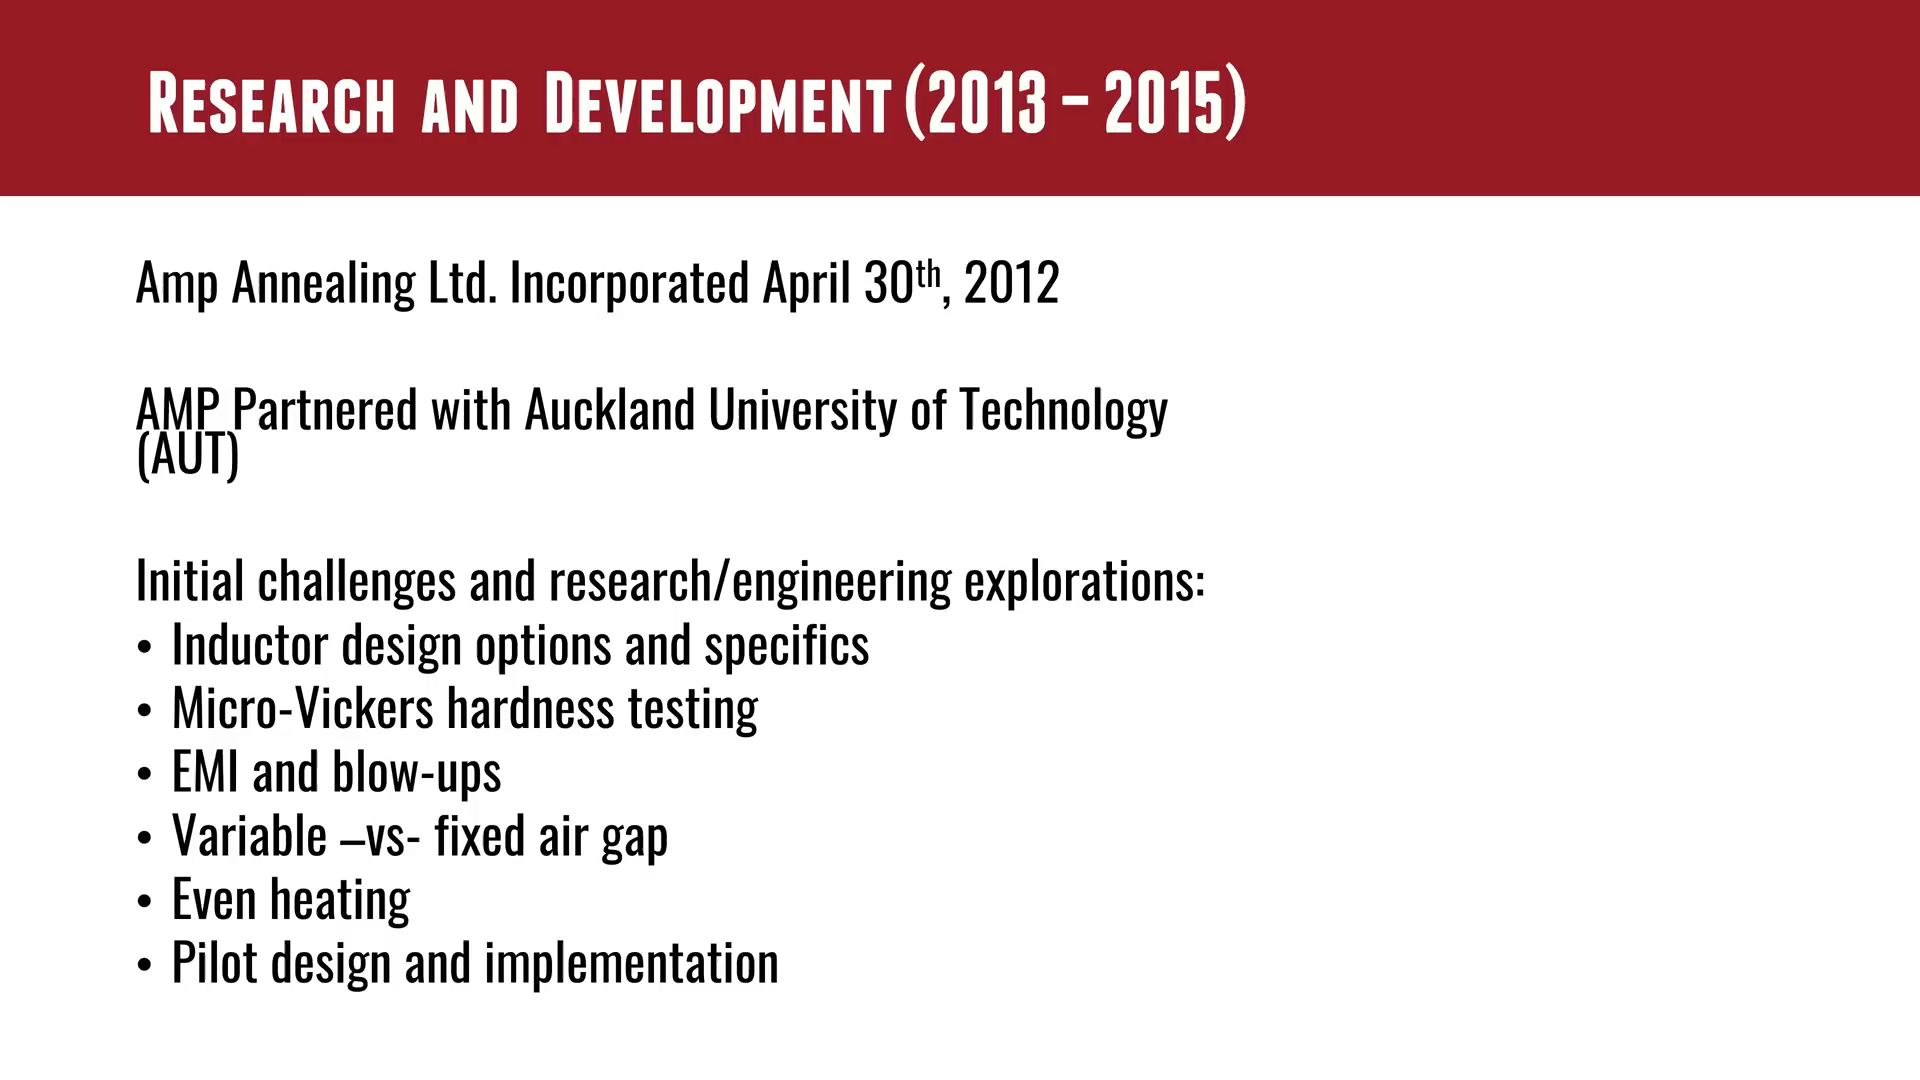 Research and Development (2013 – 2015)
Amp Annealing Ltd. Incorporated April 30th, 2012
AMP Partnered with Auckland University of Technology
(AUT)
Initial challenges and research/engineering explorations:
• Inductor design options and specifics
• Micro-Vickers hardness testing
• EMI and blow-ups
• Variable –vs- fixed air gap
• Even heating
• Pilot design and implementation